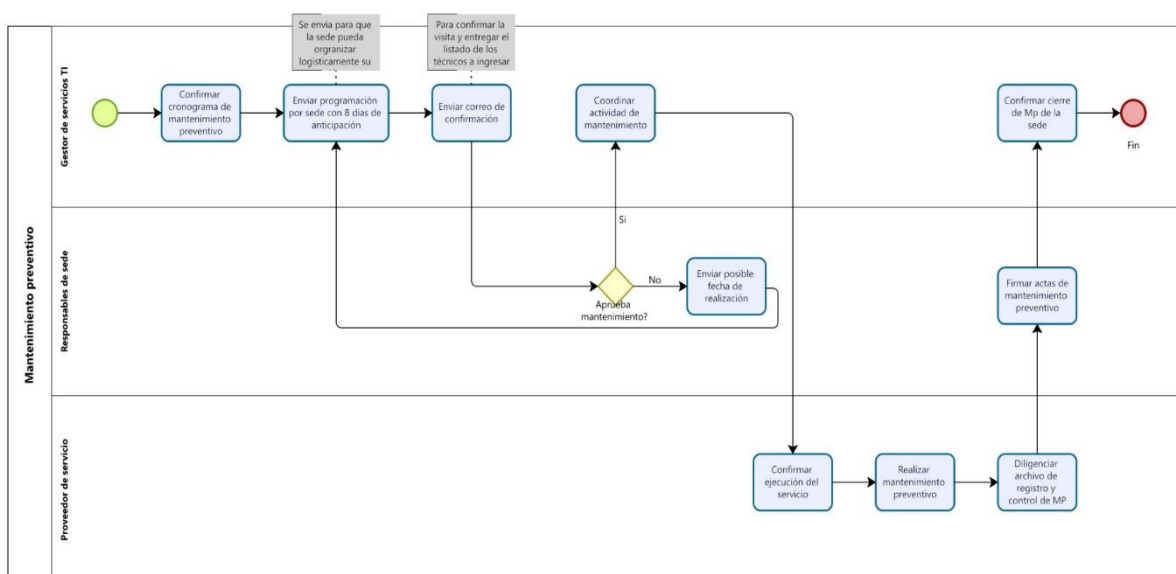 Mantenimiento preventivo
Gestor de servicios TI
Se envía para que
la sede pueda
orgranizar
logisticamente su
Para confirmar la
visita y entregar el
listado de los
técnicos a ingresar
Confirmar
cronograma de
mantenimiento
preventivo
Enviar programación
por sede con 8 dias de
anticipación
Enviar correo de
confirmación
Coordinar
actividad de
mantenimiento
Confirmar cierre
de Mp de la
sede
Fin
Responsables de sede
Si
Aprueba
mantenimiento?
No
Enviar posible
fecha de
realización
Firmar actas de
mantenimiento
preventivo
Proveedor de servicio
Confirmar
ejecución del
servicio
Realizar
mantenimiento
preventivo
Diligenciar
archivo de
registro y
control de MP